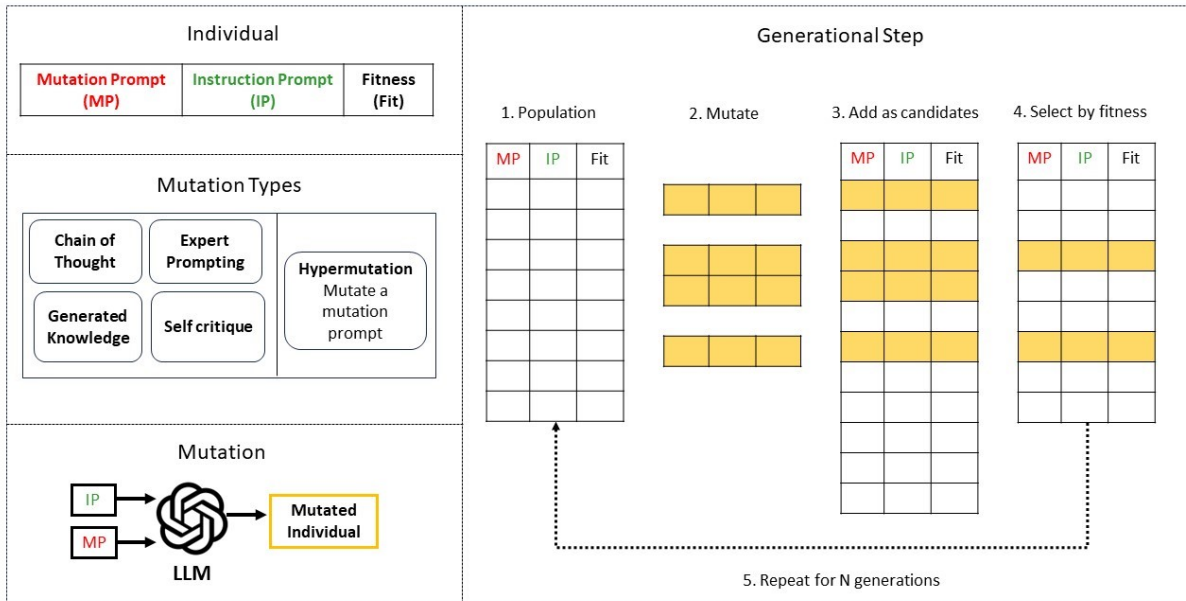 Individual
Mutation Prompt
(MP)
Instruction Prompt
(IP)
Fitness
(Fit)
Mutation Types
Chain of
Thought
Expert
Prompting
Generated
Knowledge
Self critique
Hypermutation
Mutate a
mutation
prompt
Mutation
IP
MP
LLM
Mutated
Individual
Generational Step
1. Population
2. Mutate
3. Add as candidates
4. Select by fitness
MP IP Fit
MP IP Fit
MP IP Fit
5. Repeat for N generations